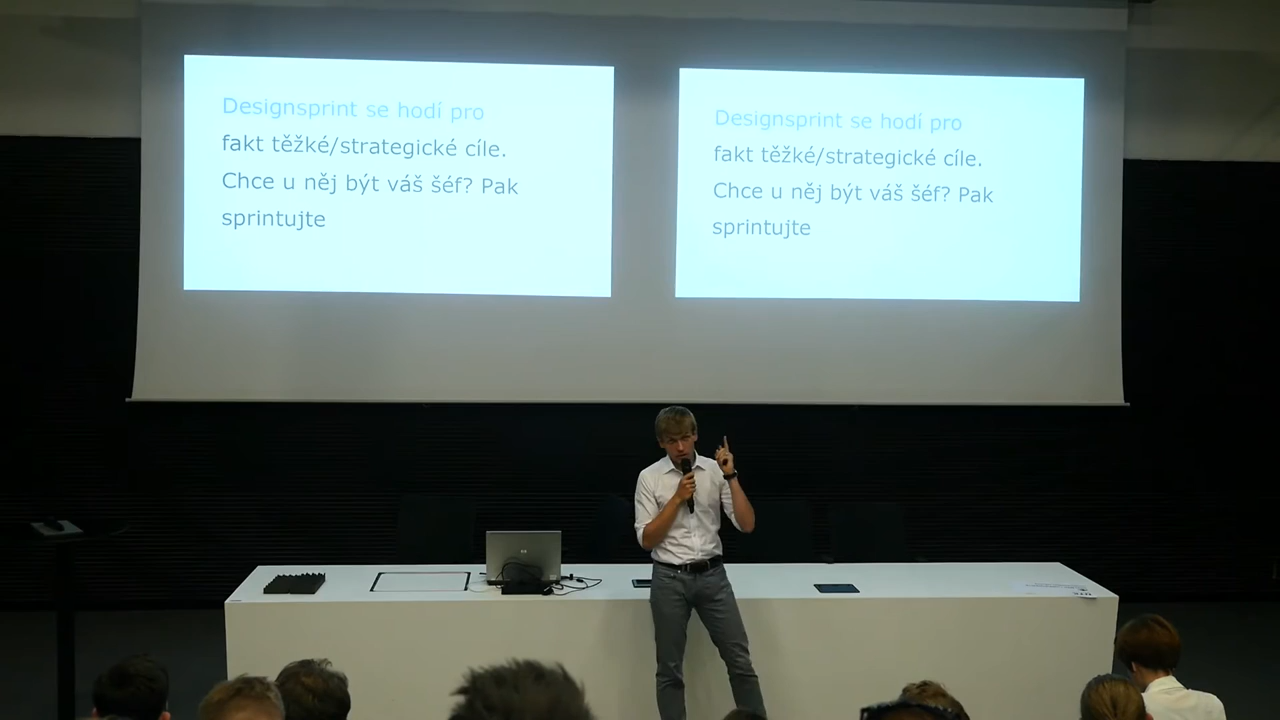 Designsprint se hodí pro
fakt těžké/strategické cíle.
Chce u něj být váš šéf? Pak
sprintujte
Designsprint se hodí pro
fakt těžké/strategické cíle.
Chce u něj být váš šéf? Pak
sprintujte